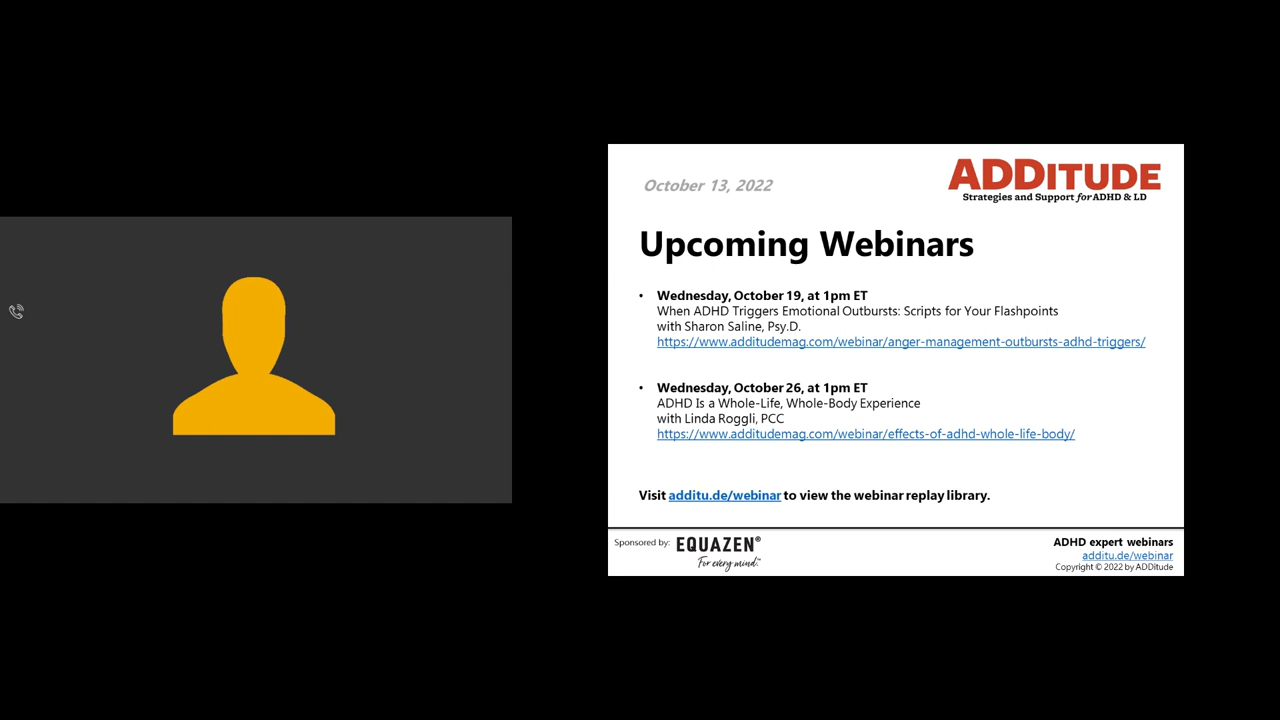 October 13, 2022
ADDITUDE
Strategies and Support for ADHD & LD
Upcoming Webinars
• Wednesday, October 19, at 1pm ET
When ADHD Triggers Emotional Outbursts: Scripts for Your Flashpoints
with Sharon Saline, Psy.D.
https://www.additudemag.com/webinar/anger-management-outbursts-adhd-triggers/
• Wednesday, October 26, at 1pm ET
ADHD Is a Whole-Life, Whole-Body Experience
with Linda Roggli, PCC
https://www.additudemag.com/webinar/effects-of-adhd-whole-life-body/
Visit additu.de/webinar to view the webinar replay library.
Sponsored by: EQUAZEN®
For every mind.™
ADHD expert webinars
additu.de/webinar
Copyright © 2022 by ADDitude